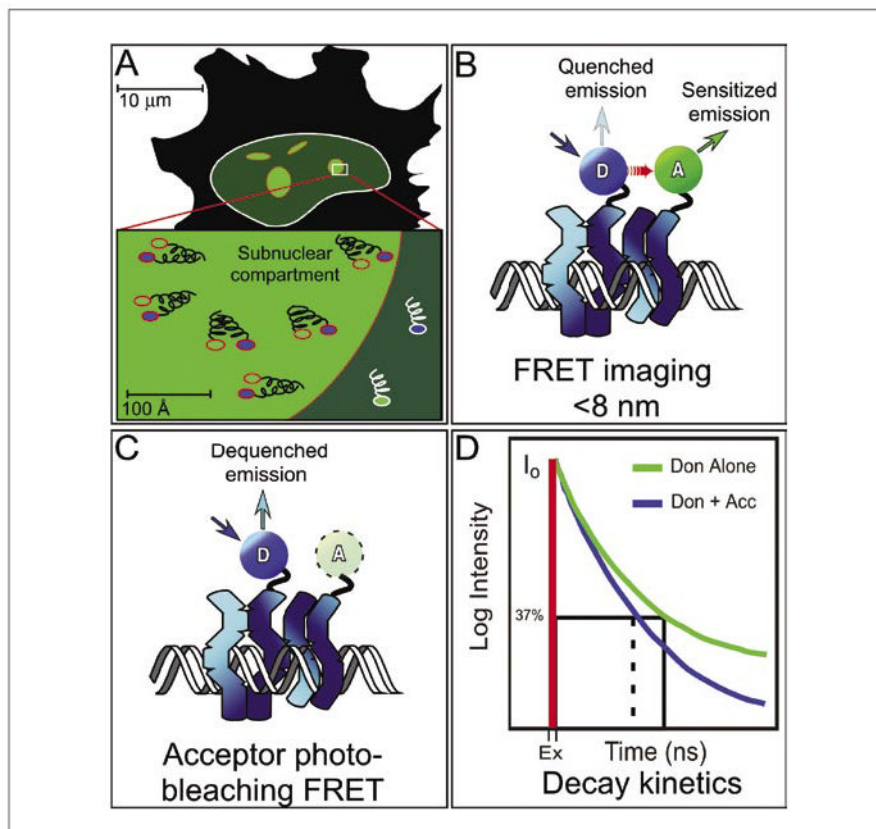 A
10 μm
Subnuclear
compartment
100 Å
B
Quenched
emission
Sensitized
emission
D
A
FRET imaging
<8 nm
C
Dequenched
emission
D
A
Acceptor photo-
bleaching FRET
D
Io
Don Alone
Don + Acc
Log Intensity
37%
Ex
Time (ns)
Decay kinetics